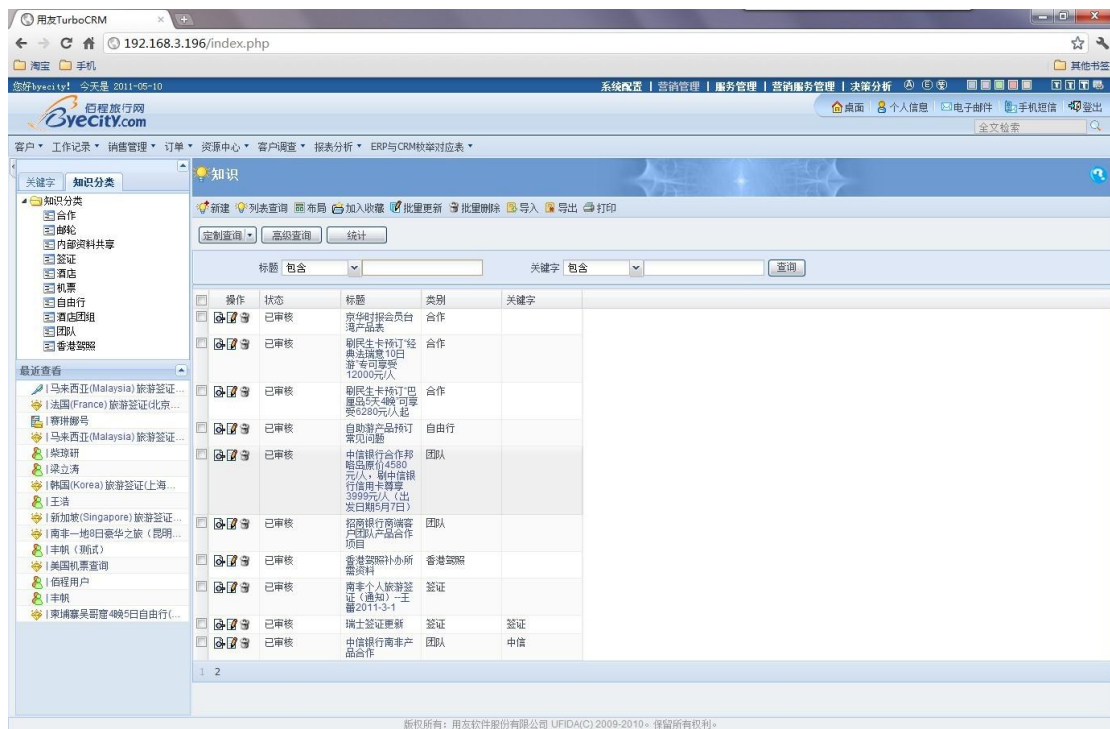 用友TurboCRM
192.168.3.196/index.php
淘宝 手机 其他书签
您好byecity! 今天是 2011-05-10 系统配置 | 营销管理 | 服务管理 | 营销服务管理 | 决策分析
佰程旅行网
Byecity.com
桌面 个人信息 电子邮件 手机短信 登出
全文检索
客户 工作记录 销售管理 订单 资源中心 客户调查 报表分析 ERP与CRM枚举对应表
关键字 知识分类
知识分类
合作
邮轮
内部资料共享
签证
酒店
机票
自由行
酒店团组
团队
香港驾照
最近查看
马来西亚(Malaysia)旅游签证...
法国(France)旅游签证(北京...
马来西亚(Malaysia)旅游签证...
柴琼研
梁立涛
韩国(Korea)旅游签证(上海...
王浩
新加坡(Singapore)旅游签证...
南非一地8日豪华之旅（昆明...
丰帆（测试）
美国机票查询
佰程用户
丰帆
柬埔寨吴哥窟4晚5日自由行(...
知识
新建 列表查询 布局 加入收藏 批量更新 批量删除 导入 导出 打印
定制查询 高级查询 统计
标题 包含 关键字 包含 查询
操作 状态 标题 类别 关键字
已审核 京华时报会员台 合作
湾产品表
已审核 刷民生卡预订“经 合作
典法瑞意10日
游”专可享受
12000元/人
已审核 刷民生卡预订“巴 合作
厘岛5天4晚”可享
受6280元/人起
已审核 自助游产品预订 自由行
常见问题
已审核 中信银行合作邦 团队
咯岛原价4580
元/人，刷中信银
行信用卡尊享
3999元/人（出
发日期5月7日）
已审核 招商银行高端客 团队
户团队产品合作
项目
已审核 香港驾照补办所 香港驾照
需资料
已审核 南非个人旅游签 签证
证（通知）--王
蕾2011-3-1
已审核 瑞士签证更新 签证 签证
已审核 中信银行南非产 团队 中信
品合作
1 2
版权所有：用友软件股份有限公司 UFIDA(C) 2009-2010。保留所有权利。